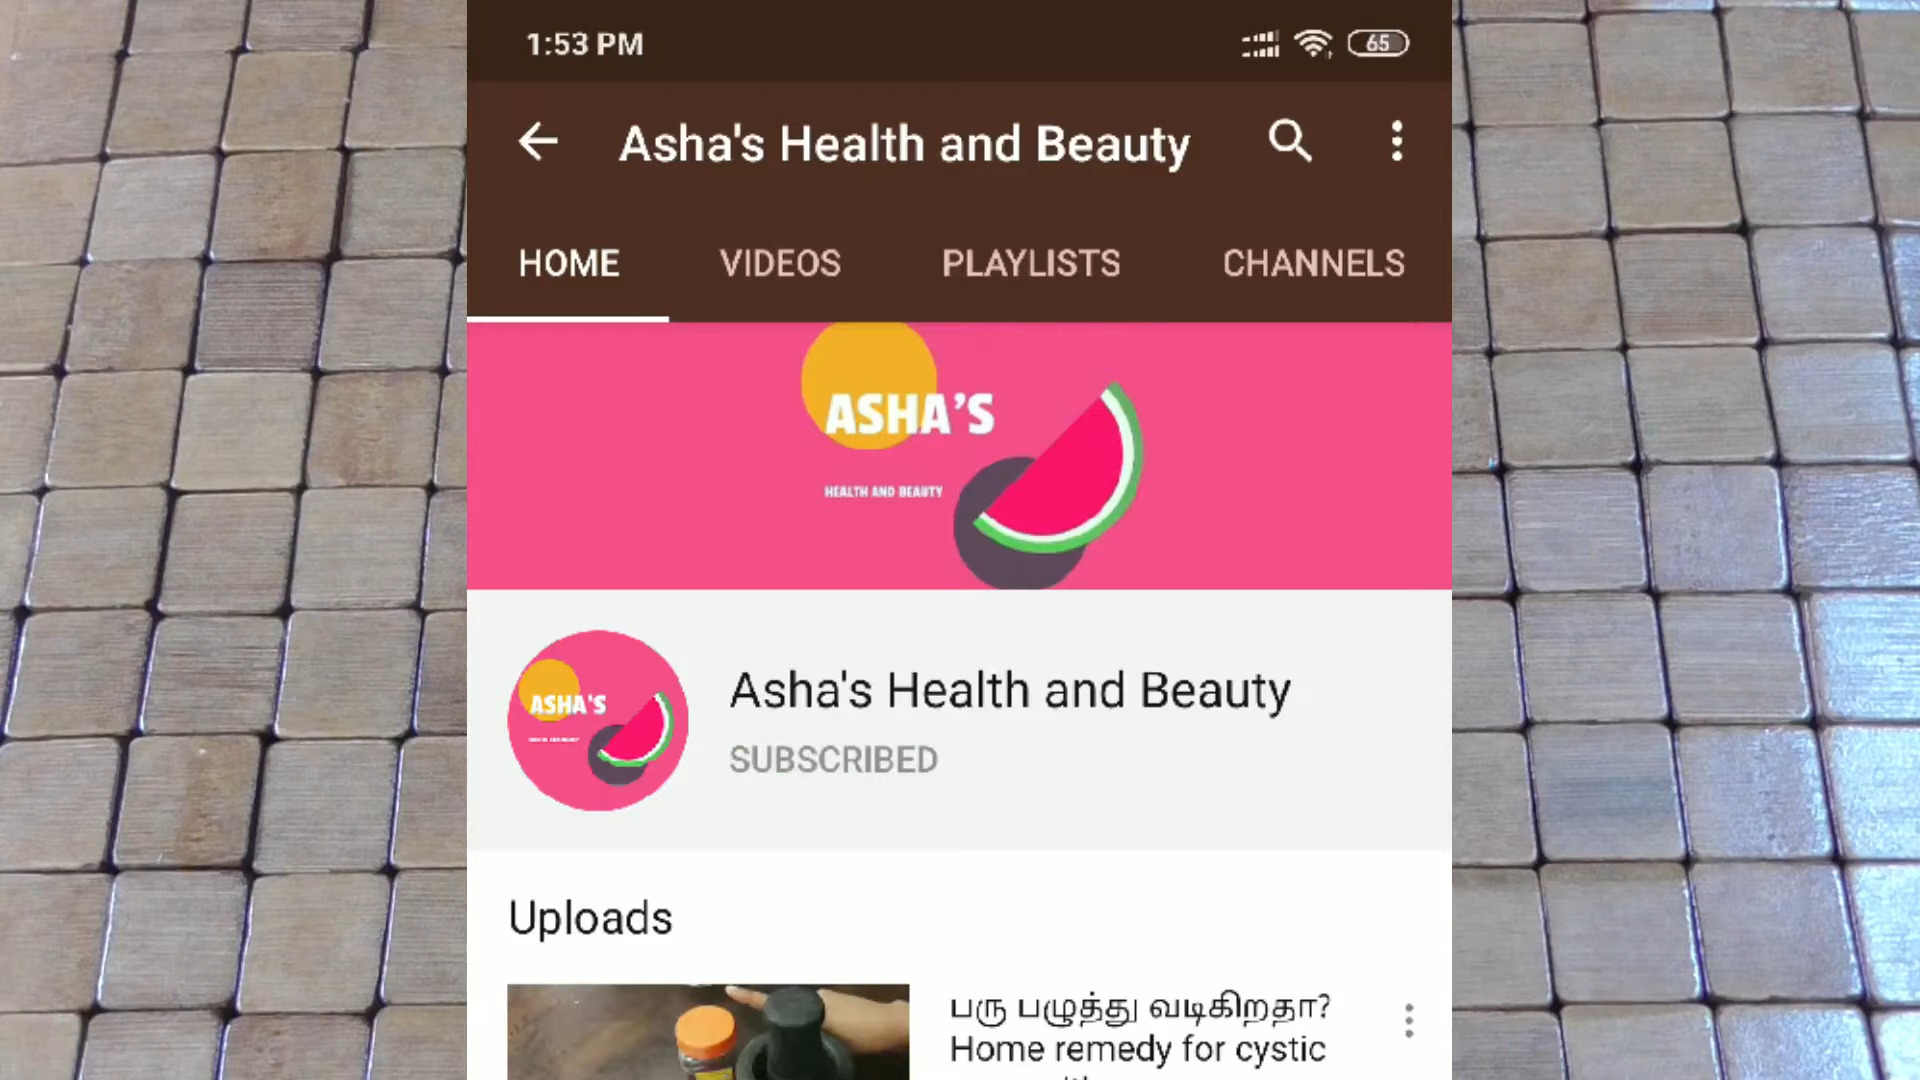 1:53 PM
65
Asha's Health and Beauty
HOME VIDEOS PLAYLISTS CHANNELS
ASHA'S
HEALTH AND BEAUTY
ASHA'S
Asha's Health and Beauty
SUBSCRIBED
Uploads
பரு பழுத்து வடிகிறதா?
Home remedy for cystic